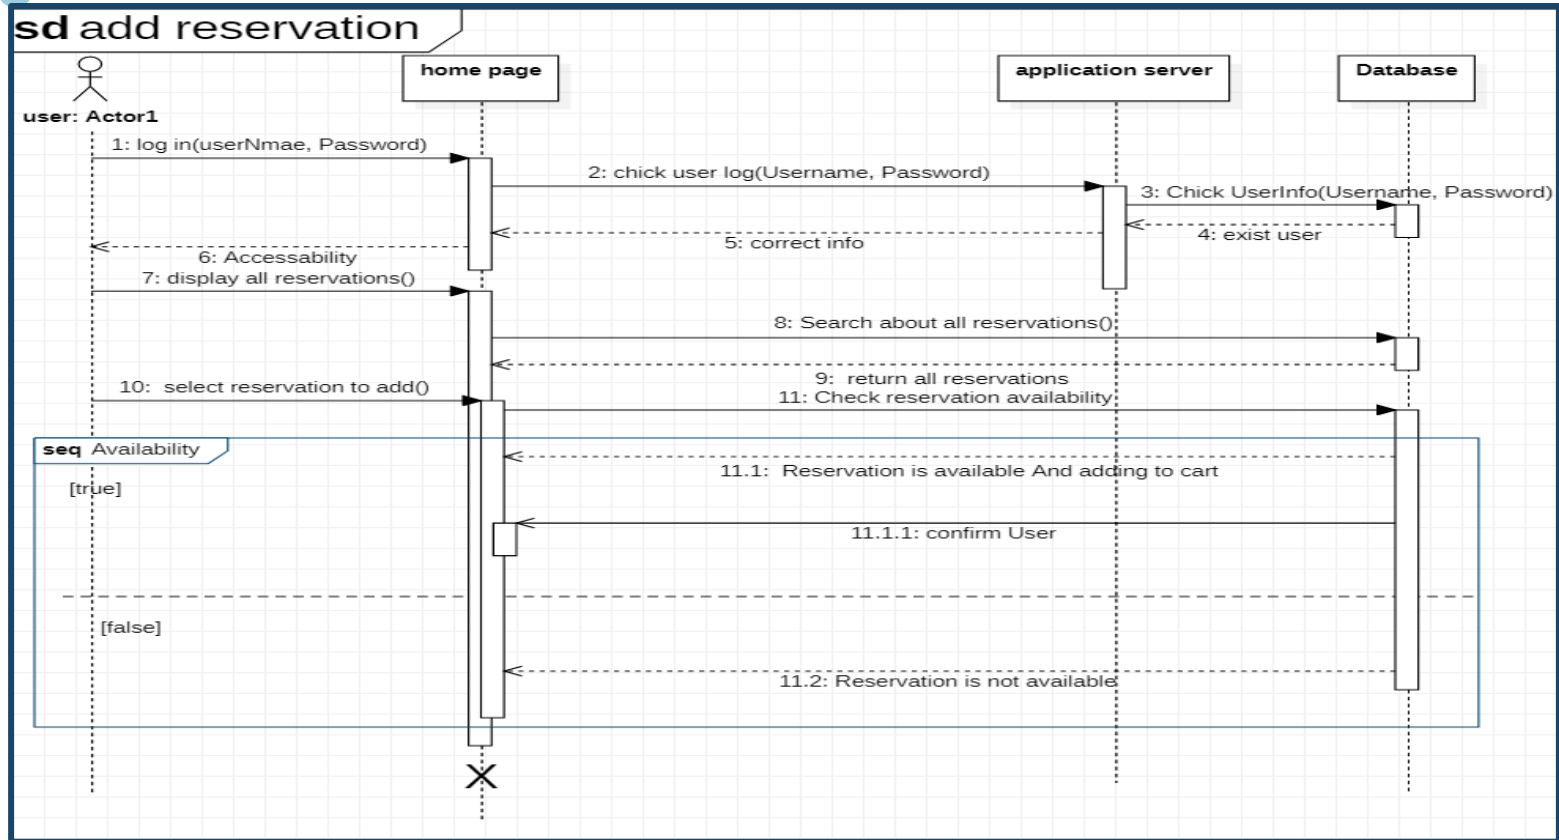 sd add reservation
home page
application server
Database
user: Actor1
1: log in(userNmae, Password)
2: chick user log(Username, Password)
3: Chick UserInfo(Username, Password)
4: exist user
5: correct info
6: Accessability
7: display all reservations()
8: Search about all reservations()
9: return all reservations
10: select reservation to add()
11: Check reservation availability
seq Availability
11.1: Reservation is available And adding to cart
[true]
11.1.1: confirm User
[false]
11.2: Reservation is not available